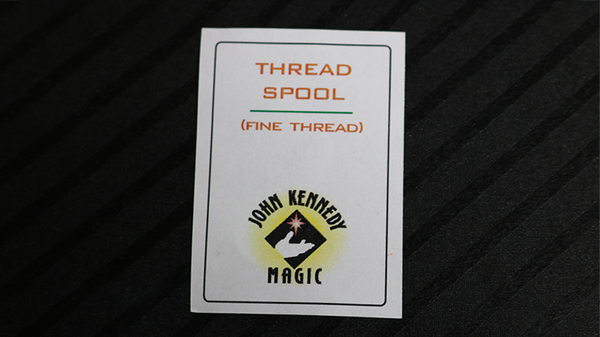 THREAD
SPOOL
(FINE THREAD)
JOHN KENNEDY
MAGIC